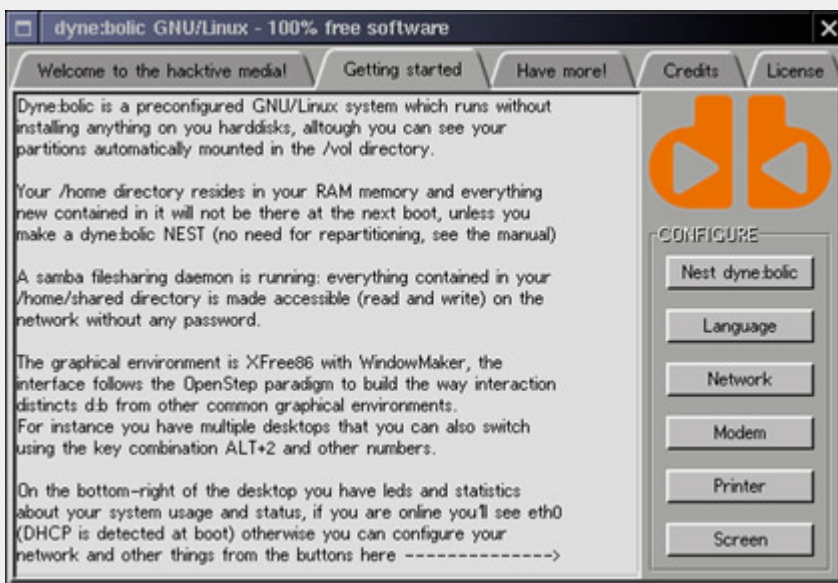 dyne:bolic GNU/Linux - 100% free software
Welcome to the hacktive media!
Getting started
Have more!
Credits
License
Dyne:bolic is a preconfigured GNU/Linux system which runs without
installing anything on you harddisks, alltough you can see your
partitions automatically mounted in the /vol directory.
Your /home directory resides in your RAM memory and everything
new contained in it will not be there at the next boot, unless you
make a dyne:bolic NEST (no need for repartitioning, see the manual)
A samba filesharing daemon is running: everything contained in your
/home/shared directory is made accessible (read and write) on the
network without any password.
The graphical environment is XFree86 with WindowMaker, the
interface follows the OpenStep paradigm to build the way interaction
distincts d:b from other common graphical environments.
For instance you have multiple desktops that you can also switch
using the key combination ALT+2 and other numbers.
On the bottom-right of the desktop you have leds and statistics
about your system usage and status, if you are online you'll see eth0
(DHCP is detected at boot) otherwise you can configure your
network and other things from the buttons here -------------->
CONFIGURE
Nest dyne:bolic
Language
Network
Modem
Printer
Screen